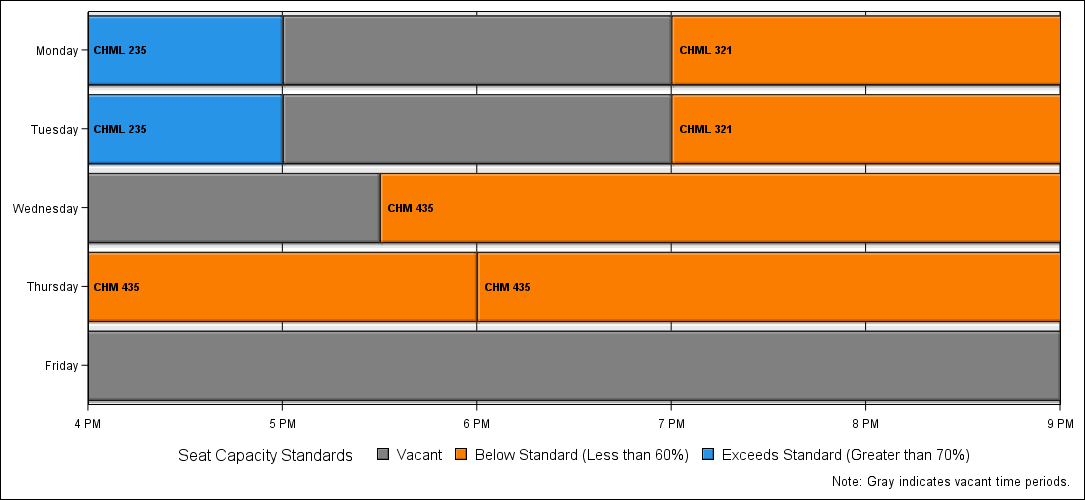 Monday CHML 235 CHML 321
Tuesday CHML 235 CHML 321
Wednesday CHM 435
Thursday CHM 435 CHM 435
Friday
4 PM 5 PM 6 PM 7 PM 8 PM 9 PM
Seat Capacity Standards Vacant Below Standard (Less than 60%) Exceeds Standard (Greater than 70%)
Note: Gray indicates vacant time periods.